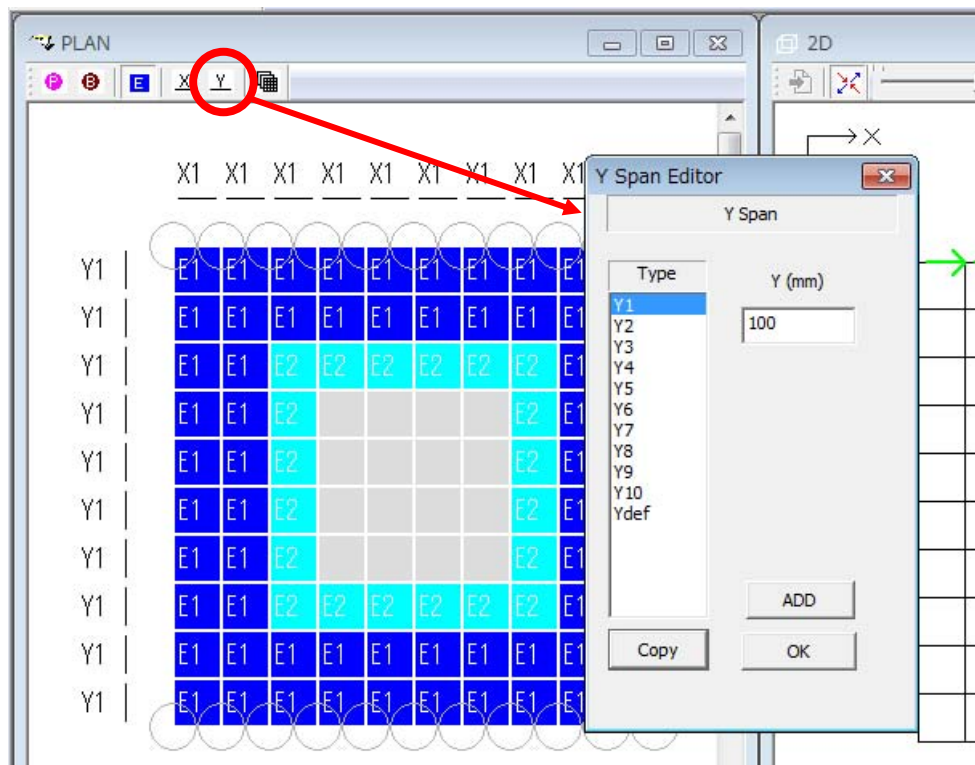 PLAN
2D
P B E X Y
X
X1 X1 X1 X1 X1 X1 X1 X1 X1
Y Span Editor
Y Span
Type
Y (mm)
Y1
Y2
Y3
Y4
Y5
Y6
Y7
Y8
Y9
Y10
Ydef
100
ADD
Copy
OK
Y1 E1 E1 E1 E1 E1 E1 E1 E1 E1
Y1 E1 E1 E1 E1 E1 E1 E1 E1 E1
Y1 E1 E1 E2 E2 E2 E2 E2 E2 E1
Y1 E1 E1 E2 E2 E1
Y1 E1 E1 E2 E2 E1
Y1 E1 E1 E2 E2 E1
Y1 E1 E1 E2 E2 E1
Y1 E1 E1 E2 E2 E2 E2 E2 E2 E1
Y1 E1 E1 E1 E1 E1 E1 E1 E1 E1
Y1 E1 E1 E1 E1 E1 E1 E1 E1 E1